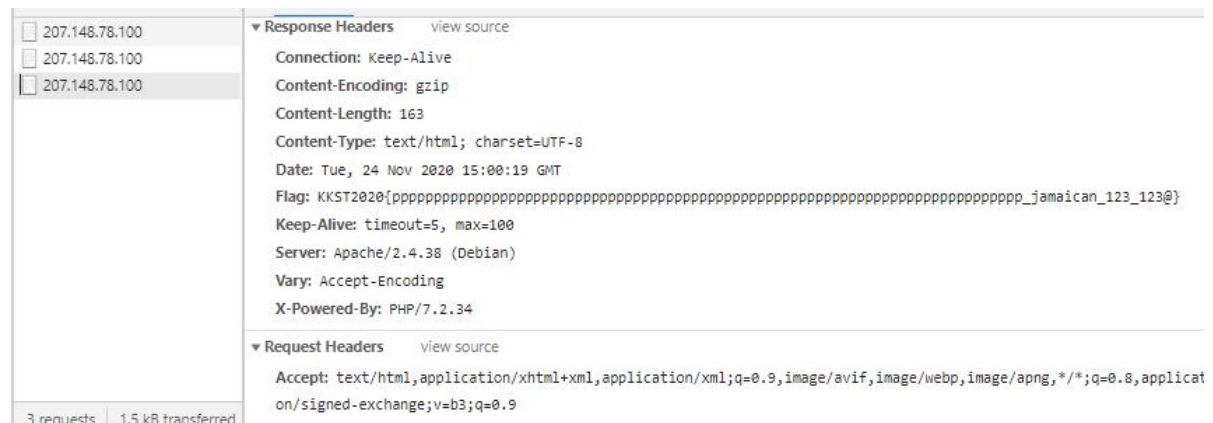 207.148.78.100
207.148.78.100
207.148.78.100
3 requests | 1.5 kB transferred
▼ Response Headers view source
Connection: Keep-Alive
Content-Encoding: gzip
Content-Length: 163
Content-Type: text/html; charset=UTF-8
Date: Tue, 24 Nov 2020 15:00:19 GMT
Flag: KKST2020{pppppppppppppppppppppppppppppppppppppppppppppppppppppppppppppppppppppppppppp_jamaican_123_123@}
Keep-Alive: timeout=5, max=100
Server: Apache/2.4.38 (Debian)
Vary: Accept-Encoding
X-Powered-By: PHP/7.2.34
▼ Request Headers view source
Accept: text/html,application/xhtml+xml,application/xml;q=0.9,image/avif,image/webp,image/apng,*/*;q=0.8,applicat
on/signed-exchange;v=b3;q=0.9